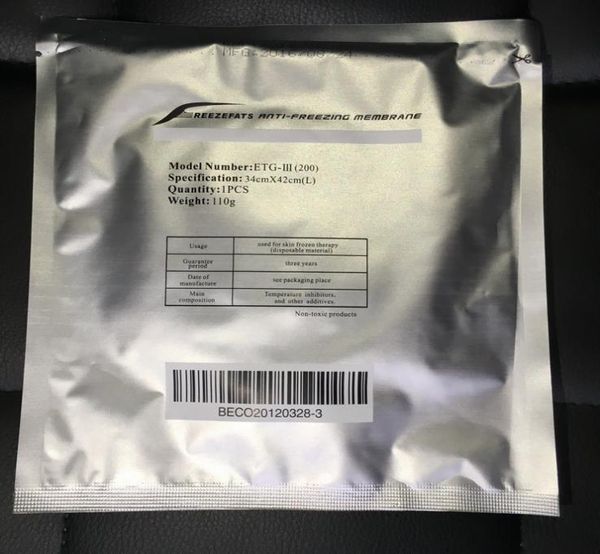 FREEZEFATS ANTI-FREEZING MEMBRANE
Model Number:ETG-III(200)
Specification: 34cmX42cm(L)
Quantity:1PCS
Weight: 110g
Usage used for skin frozen therapy (disposable material)
Guarantee period three years
Date of manufacture see packaging place
Main composition Temperature inhibitors, and other additives.
Non-toxic products
BECO20120328-3